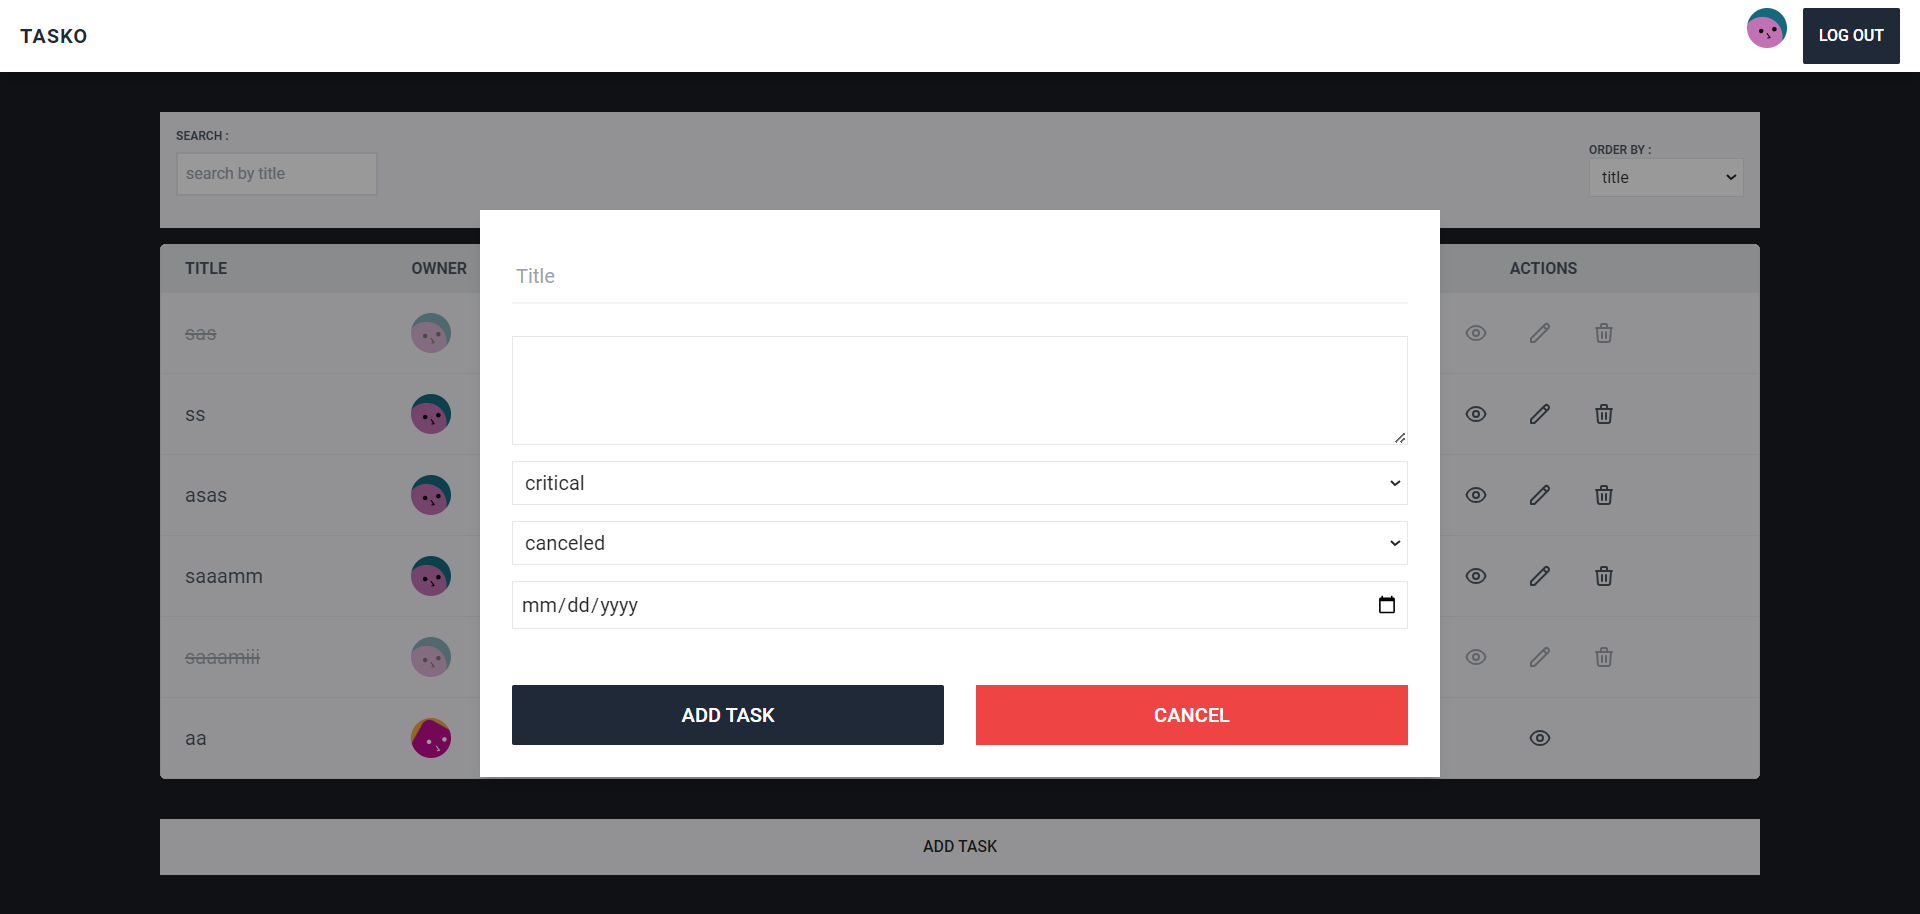 TASKO
LOG OUT
SEARCH :
search by title
ORDER BY :
title
TITLE
OWNER
ACTIONS
sas
ss
asas
saaamm
saaamiii
aa
Title
critical
canceled
mm/dd/yyyy
ADD TASK
CANCEL
ADD TASK